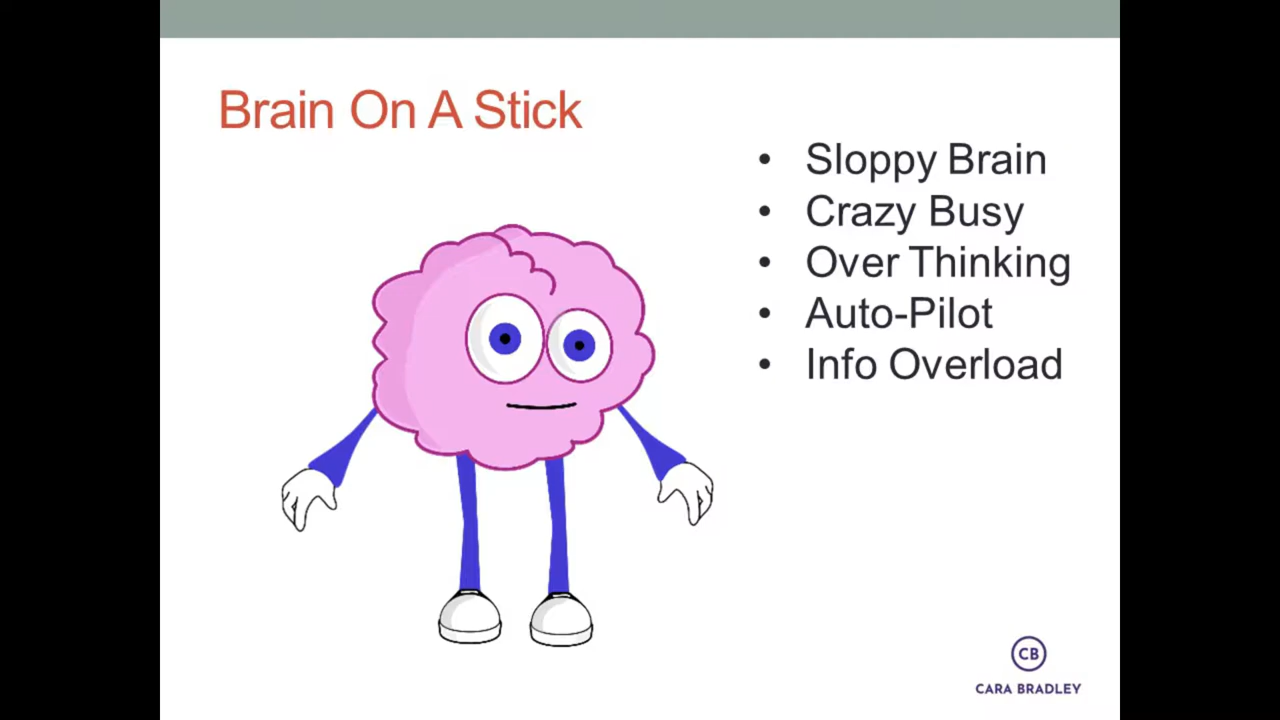 Brain On A Stick
• Sloppy Brain
• Crazy Busy
• Over Thinking
• Auto-Pilot
• Info Overload
CB
CARA BRADLEY